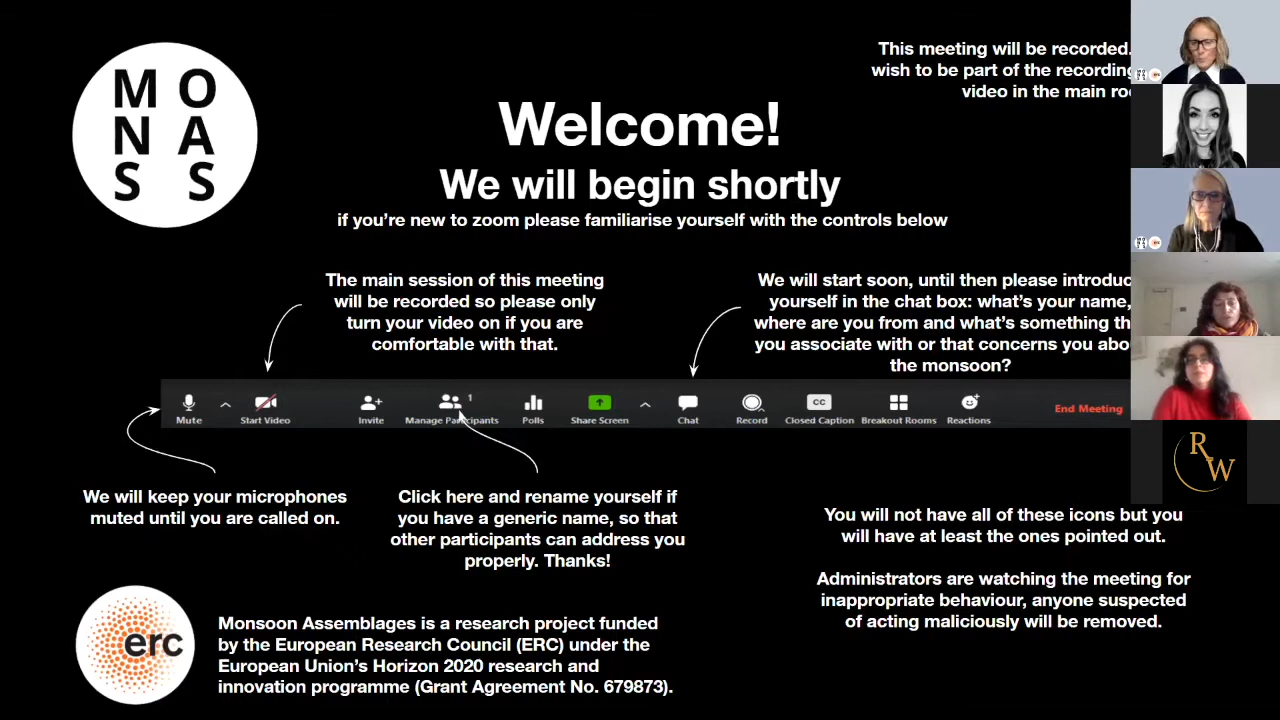 M O
N A
S S
This meeting will be recorded.
wish to be part of the recording
video in the main roo
Welcome!
We will begin shortly
if you're new to zoom please familiarise yourself with the controls below
The main session of this meeting
will be recorded so please only
turn your video on if you are
comfortable with that.
We will start soon, until then please introduc
yourself in the chat box: what's your name,
where are you from and what's something th
you associate with or that concerns you abo
the monsoon?
Mute
Start Video
Invite
1
Manage Participants
Polls
Share Screen
Chat
Record
CC
Closed Caption
Breakout Rooms
Reactions
End Meeting
We will keep your microphones
muted until you are called on.
Click here and rename yourself if
you have a generic name, so that
other participants can address you
properly. Thanks!
R
W
You will not have all of these icons but you
will have at least the ones pointed out.
Administrators are watching the meeting for
inappropriate behaviour, anyone suspected
of acting maliciously will be removed.
erc
Monsoon Assemblages is a research project funded
by the European Research Council (ERC) under the
European Union's Horizon 2020 research and
innovation programme (Grant Agreement No. 679873).